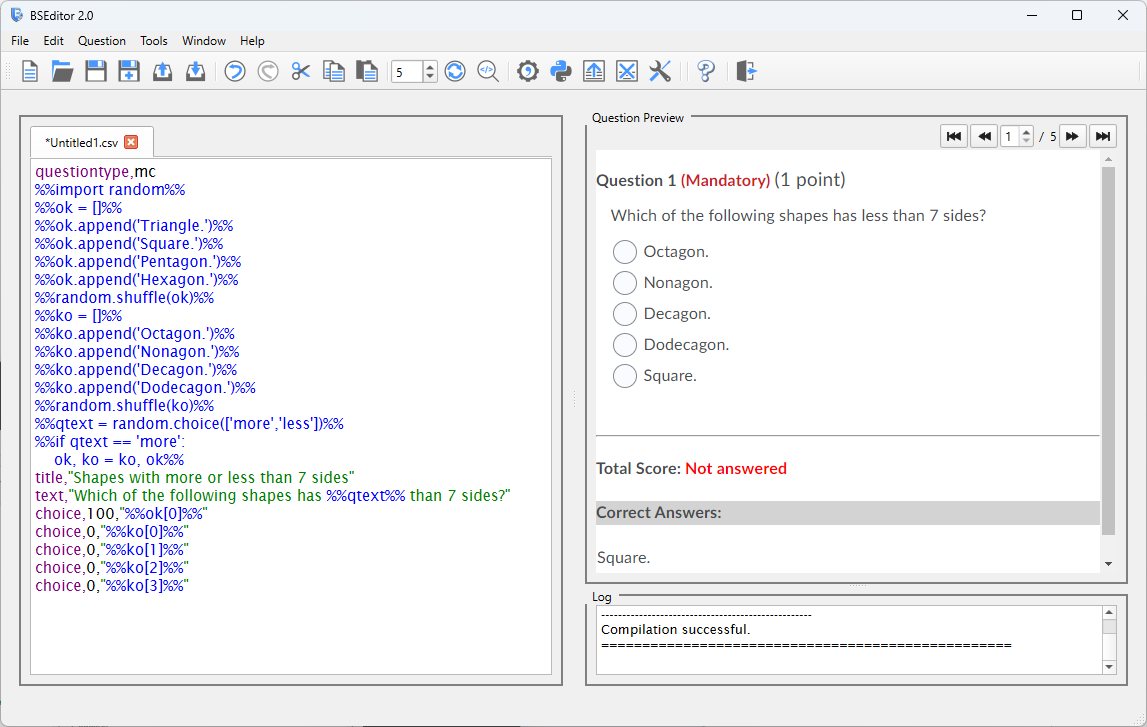 BSEditor 2.0
File Edit Question Tools Window Help
5
*Untitled1.csv
questiontype,mc
%%import random%%
%%ok = []%%
%%ok.append('Triangle.')%%
%%ok.append('Square.')%%
%%ok.append('Pentagon.')%%
%%ok.append('Hexagon.')%%
%%random.shuffle(ok)%%
%%ko = []%%
%%ko.append('Octagon.')%%
%%ko.append('Nonagon.')%%
%%ko.append('Decagon.')%%
%%ko.append('Dodecagon.')%%
%%random.shuffle(ko)%%
%%qtext = random.choice(['more','less'])%%
%%if qtext == 'more':
    ok, ko = ko, ok%%
title,"Shapes with more or less than 7 sides"
text,"Which of the following shapes has %%qtext%% than 7 sides?"
choice,100,"%%ok[0]%%"
choice,0,"%%ko[0]%%"
choice,0,"%%ko[1]%%"
choice,0,"%%ko[2]%%"
choice,0,"%%ko[3]%%"
Question Preview
1 / 5
Question 1 (Mandatory) (1 point)
Which of the following shapes has less than 7 sides?
Octagon.
Nonagon.
Decagon.
Dodecagon.
Square.
Total Score: Not answered
Correct Answers:
Square.
Log
--------------------------------------------------
Compilation successful.
==================================================